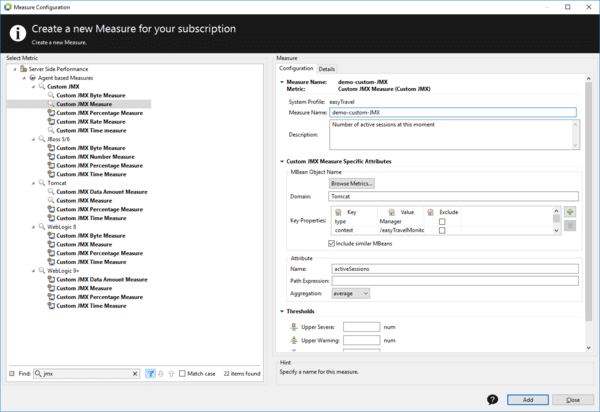 Measure Configuration
Create a new Measure for your subscription
Create a new Measure.
Select Metric
Server Side Performance
Agent based Measures
Custom JMX
Custom JMX Byte Measure
Custom JMX Measure
Custom JMX Percentage Measure
Custom JMX Rate Measure
Custom JMX Time measure
JBoss 5/6
Custom JMX Byte Measure
Custom JMX Number Measure
Custom JMX Percentage Measure
Custom JMX Time Measure
Tomcat
Custom JMX Data Amount Measure
Custom JMX Measure
Custom JMX Percentage Measure
Custom JMX Time Measure
WebLogic 8
Custom JMX Byte Measure
Custom JMX Measure
Custom JMX Percentage Measure
Custom JMX Time Measure
WebLogic 9+
Custom JMX Data Amount Measure
Custom JMX Measure
Custom JMX Percentage Measure
Custom JMX Time Measure
Find: jmx Match case 22 items found
Measure
Configuration Details
Measure Name: demo-custom-JMX
Metric: Custom JMX Measure (Custom JMX)
System Profile: easyTravel
Measure Name: demo-custom-JMX
Description: Number of active sessions at this moment
Custom JMX Measure Specific Attributes
MBean Object Name
Browse Metrics...
Domain: Tomcat
Key Properties: Key Value Exclude
type Manager
context /easyTravelMonitc
Include similar MBeans
Attribute
Name: activeSessions
Path Expression:
Aggregation: average
Thresholds
Upper Severe: num
Upper Warning: num
Hint
Specify a name for this measure.
? Add Close